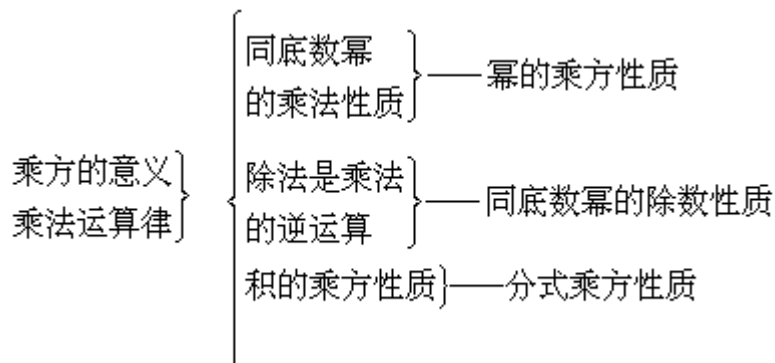 同底数幂
的乘法性质
幂的乘方性质
乘方的意义
乘法运算律
除法是乘法
的逆运算
同底数幂的除数性质
积的乘方性质
分式乘方性质